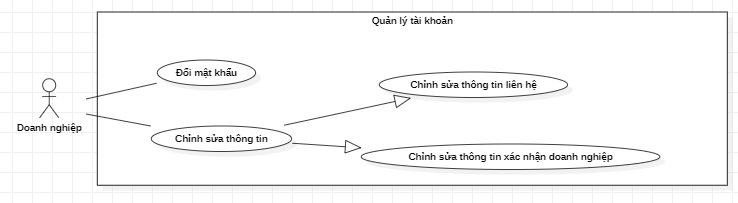 Quản lý tài khoản
Đổi mật khẩu
Chỉnh sửa thông tin liên hệ
Doanh nghiệp
Chỉnh sửa thông tin
Chỉnh sửa thông tin xác nhận doanh nghiệp